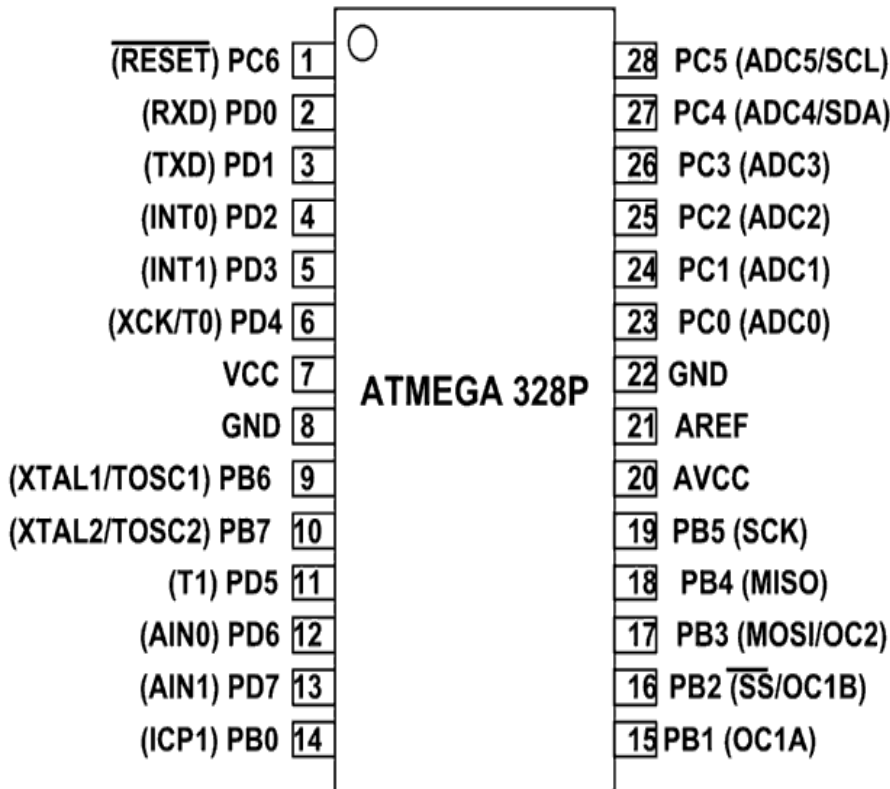 (RESET) PC6 1
(RXD) PD0 2
(TXD) PD1 3
(INT0) PD2 4
(INT1) PD3 5
(XCK/T0) PD4 6
VCC 7
GND 8
(XTAL1/TOSC1) PB6 9
(XTAL2/TOSC2) PB7 10
(T1) PD5 11
(AIN0) PD6 12
(AIN1) PD7 13
(ICP1) PB0 14
ATMEGA 328P
28 PC5 (ADC5/SCL)
27 PC4 (ADC4/SDA)
26 PC3 (ADC3)
25 PC2 (ADC2)
24 PC1 (ADC1)
23 PC0 (ADC0)
22 GND
21 AREF
20 AVCC
19 PB5 (SCK)
18 PB4 (MISO)
17 PB3 (MOSI/OC2)
16 PB2 (SS/OC1B)
15 PB1 (OC1A)